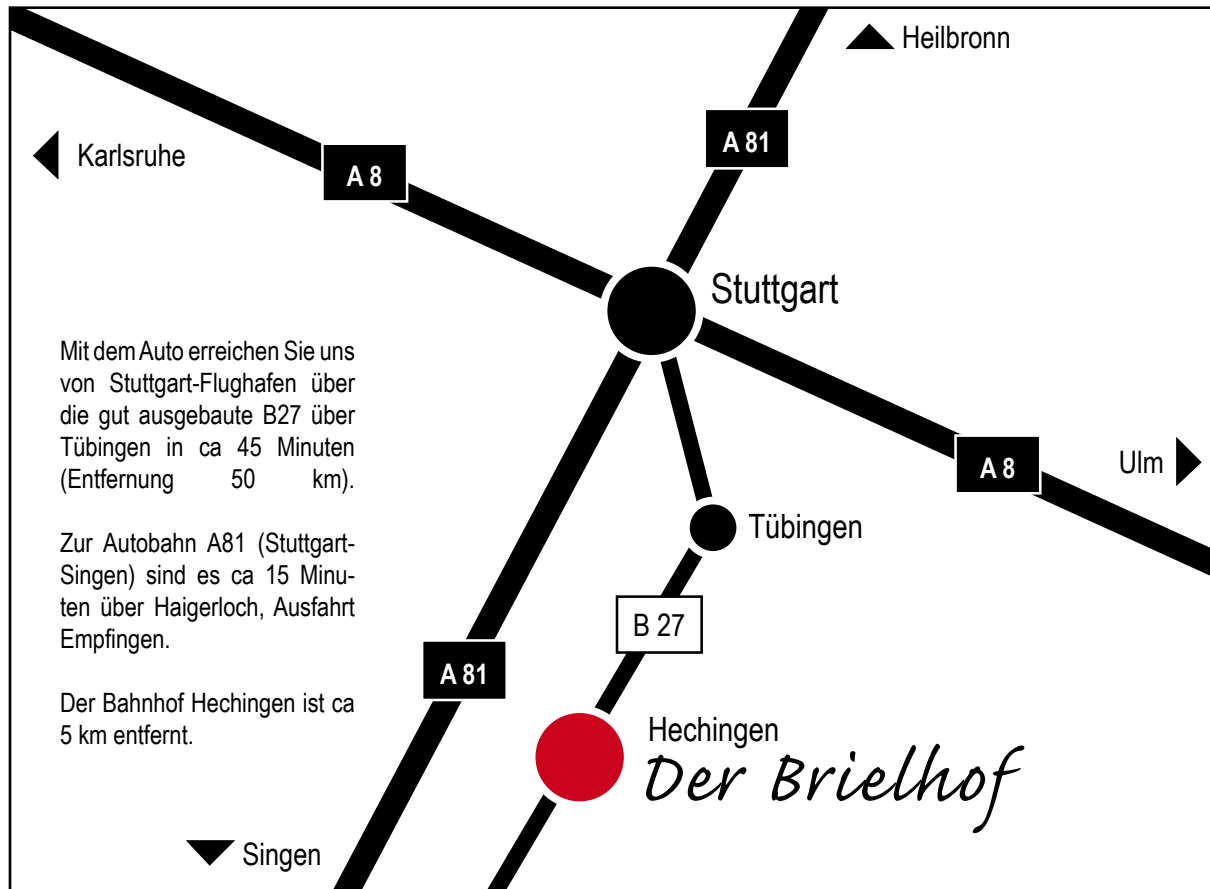 Heilbronn
A 81
Karlsruhe
A 8
Stuttgart
Mit dem Auto erreichen Sie uns
von Stuttgart-Flughafen über
die gut ausgebaute B27 über
Tübingen in ca 45 Minuten
(Entfernung 50 km).
Zur Autobahn A81 (Stuttgart-
Singen) sind es ca 15 Minu-
ten über Haigerloch, Ausfahrt
Empfingen.
Der Bahnhof Hechingen ist ca
5 km entfernt.
A 8
Ulm
Tübingen
B 27
A 81
Hechingen
Der Brielhof
Singen